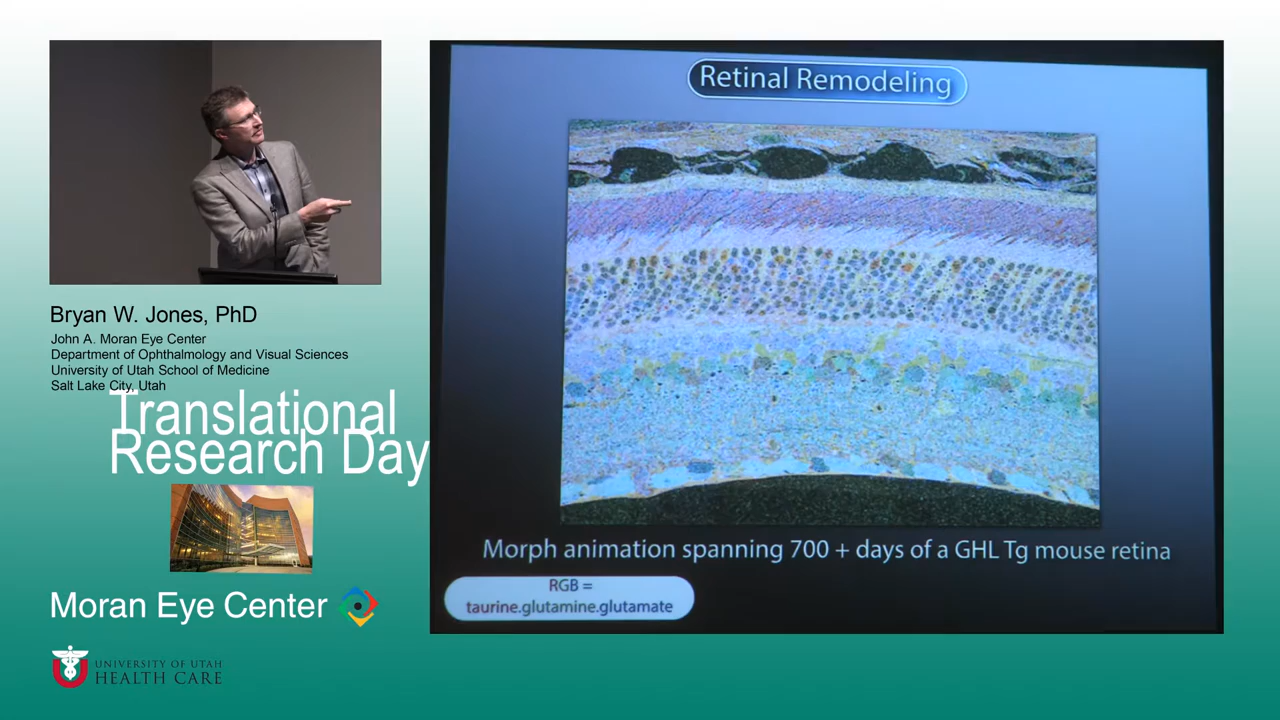 Retinal Remodeling
Bryan W. Jones, PhD
John A. Moran Eye Center
Department of Ophthalmology and Visual Sciences
University of Utah School of Medicine
Salt Lake City, Utah
Translational
Research Day
Moran Eye Center
UNIVERSITY OF UTAH
HEALTH CARE
Morph animation spanning 700 + days of a GHL Tg mouse retina
RGB =
taurine.glutamine.glutamate